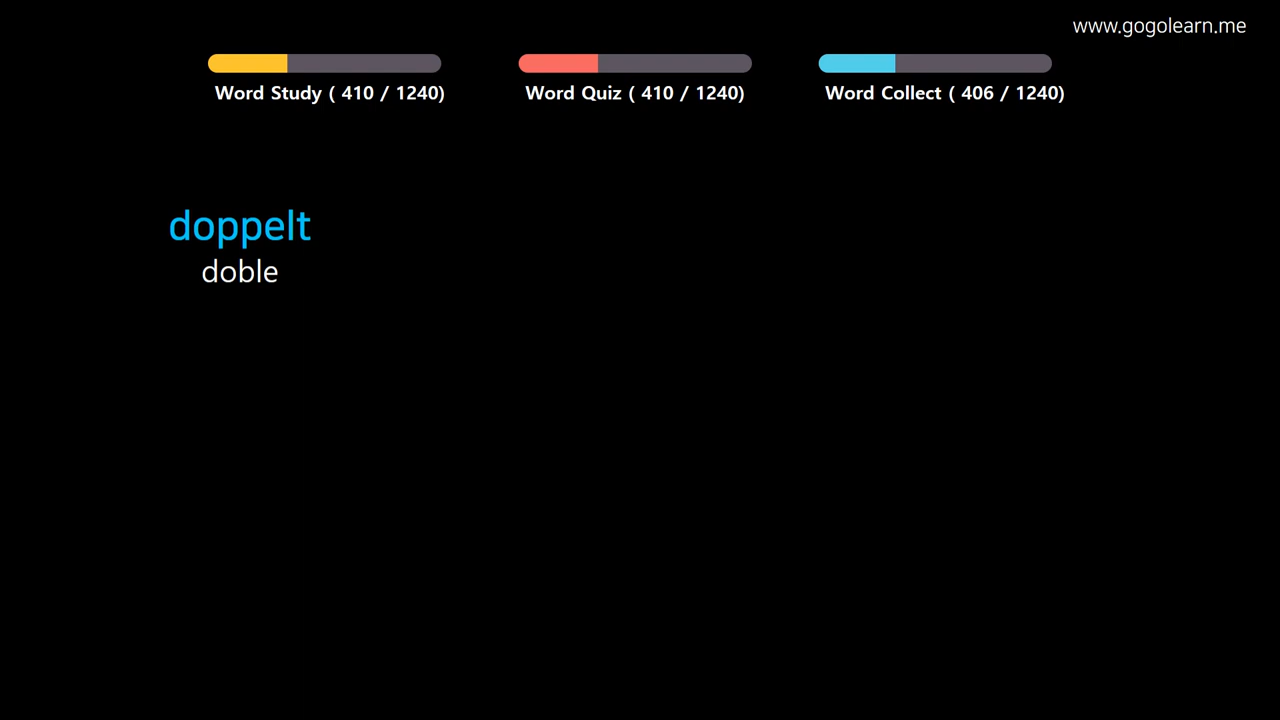 www.gogolearn.me
Word Study ( 410 / 1240)
Word Quiz ( 410 / 1240)
Word Collect ( 406 / 1240)
doppelt
doble